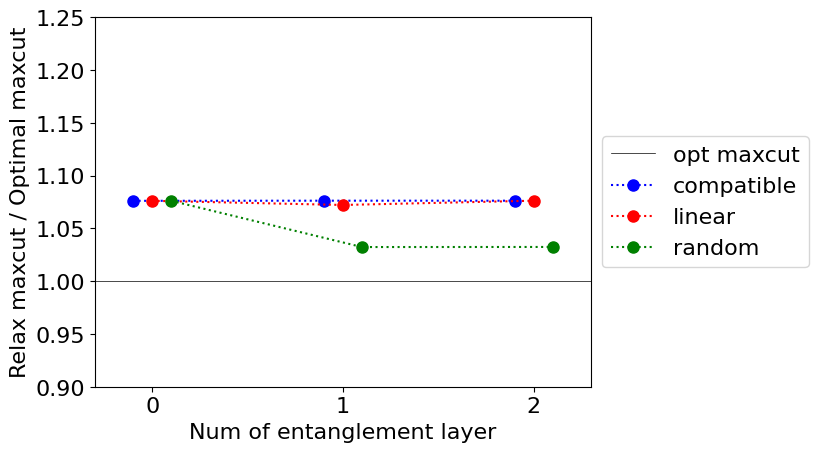 Relax maxcut / Optimal maxcut
1.25
1.20
1.15
1.10
1.05
1.00
0.95
0.90
0 1 2
Num of entanglement layer
opt maxcut
compatible
linear
random